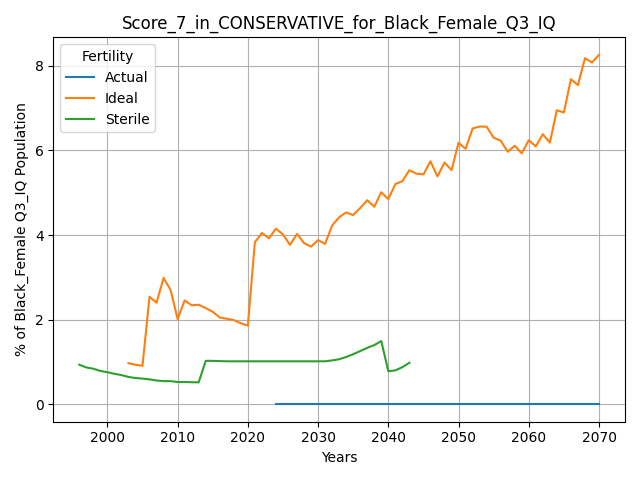 Score_7_in_CONSERVATIVE_for_Black_Female_Q3_IQ
Fertility
Actual
Ideal
Sterile
% of Black_Female Q3_IQ Population
8
6
4
2
0
2000 2010 2020 2030 2040 2050 2060 2070
Years